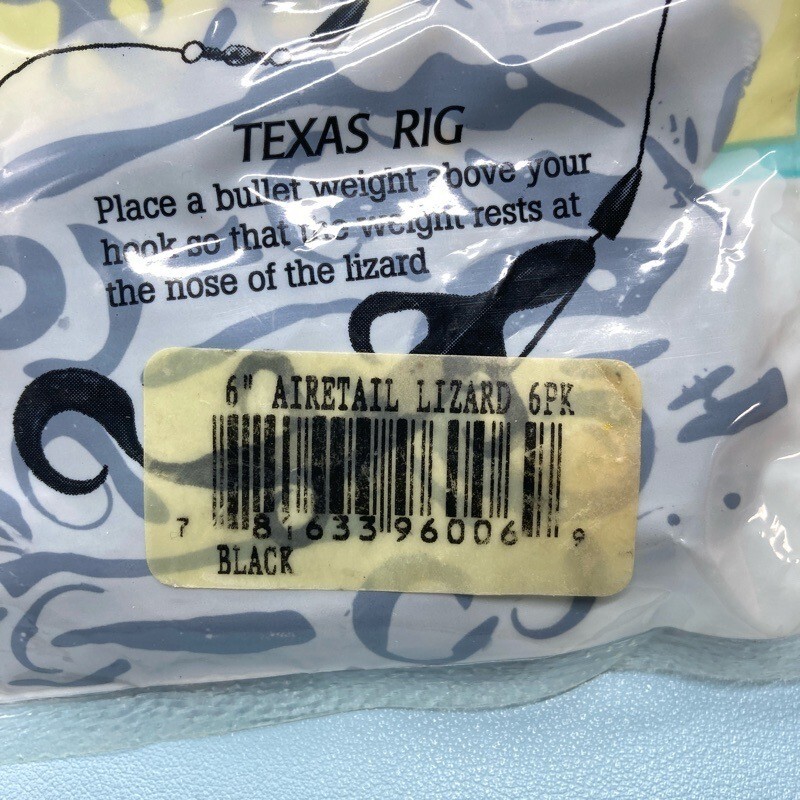 TEXAS RIG
Place a bullet weight above your
hook so that the weight rests at
the nose of the lizard
6" AIRETAIL LIZARD 6PK
7 81633 96006 9
BLACK